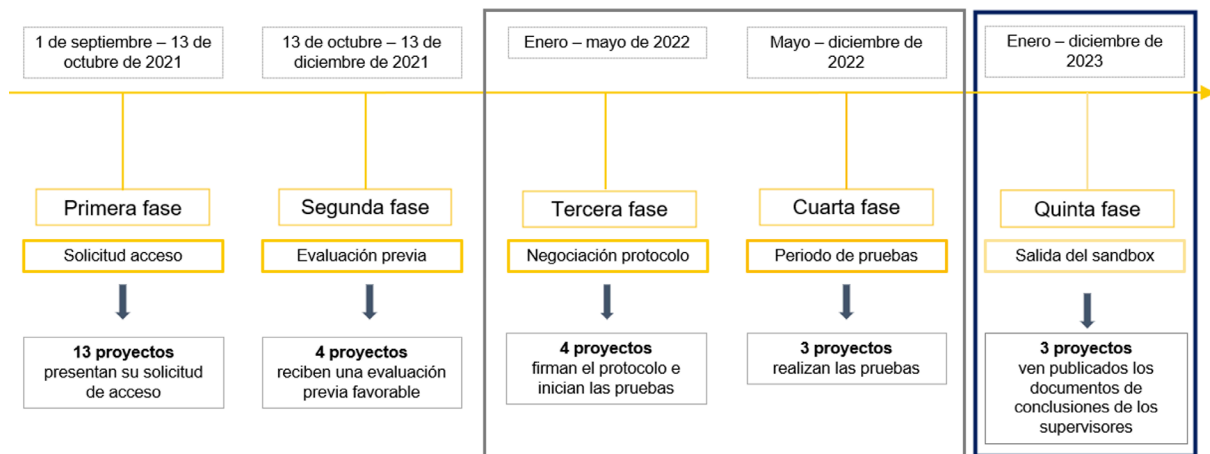 1 de septiembre – 13 de
octubre de 2021
13 de octubre – 13 de
diciembre de 2021
Enero – mayo de 2022
Mayo – diciembre de
2022
Enero – diciembre de
2023
Primera fase
Segunda fase
Tercera fase
Cuarta fase
Quinta fase
Solicitud acceso
Evaluación previa
Negociación protocolo
Periodo de pruebas
Salida del sandbox
13 proyectos
presentan su solicitud
de acceso
4 proyectos
reciben una evaluación
previa favorable
4 proyectos
firman el protocolo e
inician las pruebas
3 proyectos
realizan las pruebas
3 proyectos
ven publicados los
documentos de
conclusiones de los
supervisores